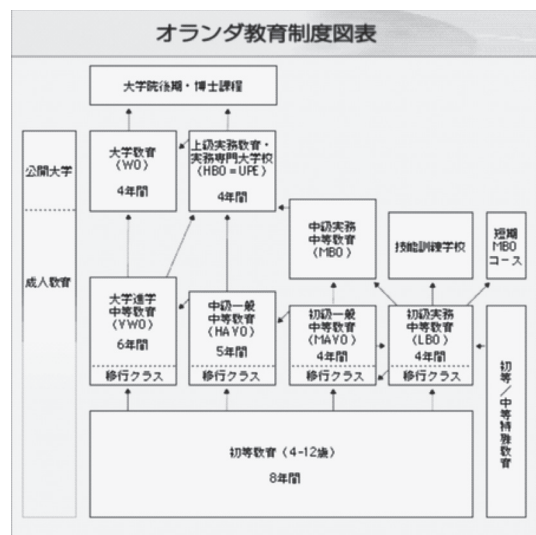 オランダ教育制度図表
大学院後期・博士課程
公開大学
成人教育
大学教育
(WO)
4年間
上級実務教育・
実務専門大学校
(HBO=UPE)
4年間
中級実務
中等教育
(MBO)
技能訓練学校
短期
MBO
コース
大学進学
中等教育
(VWO)
6年間
移行クラス
中級一般
中等教育
(HAVO)
5年間
移行クラス
初級一般
中等教育
(MAVO)
4年間
移行クラス
初級実務
中等教育
(LBO)
4年間
移行クラス
初等/中等特殊教育
初等教育(4-12歳)
8年間